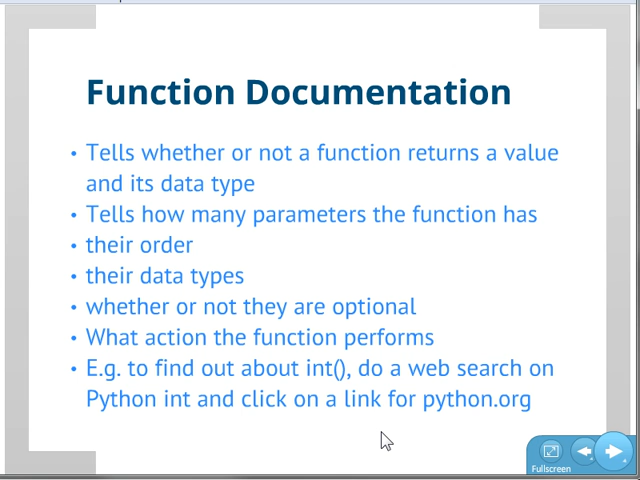 Function Documentation
• Tells whether or not a function returns a value
and its data type
• Tells how many parameters the function has
• their order
• their data types
• whether or not they are optional
• What action the function performs
• E.g. to find out about int(), do a web search on
Python int and click on a link for python.org
Fullscreen